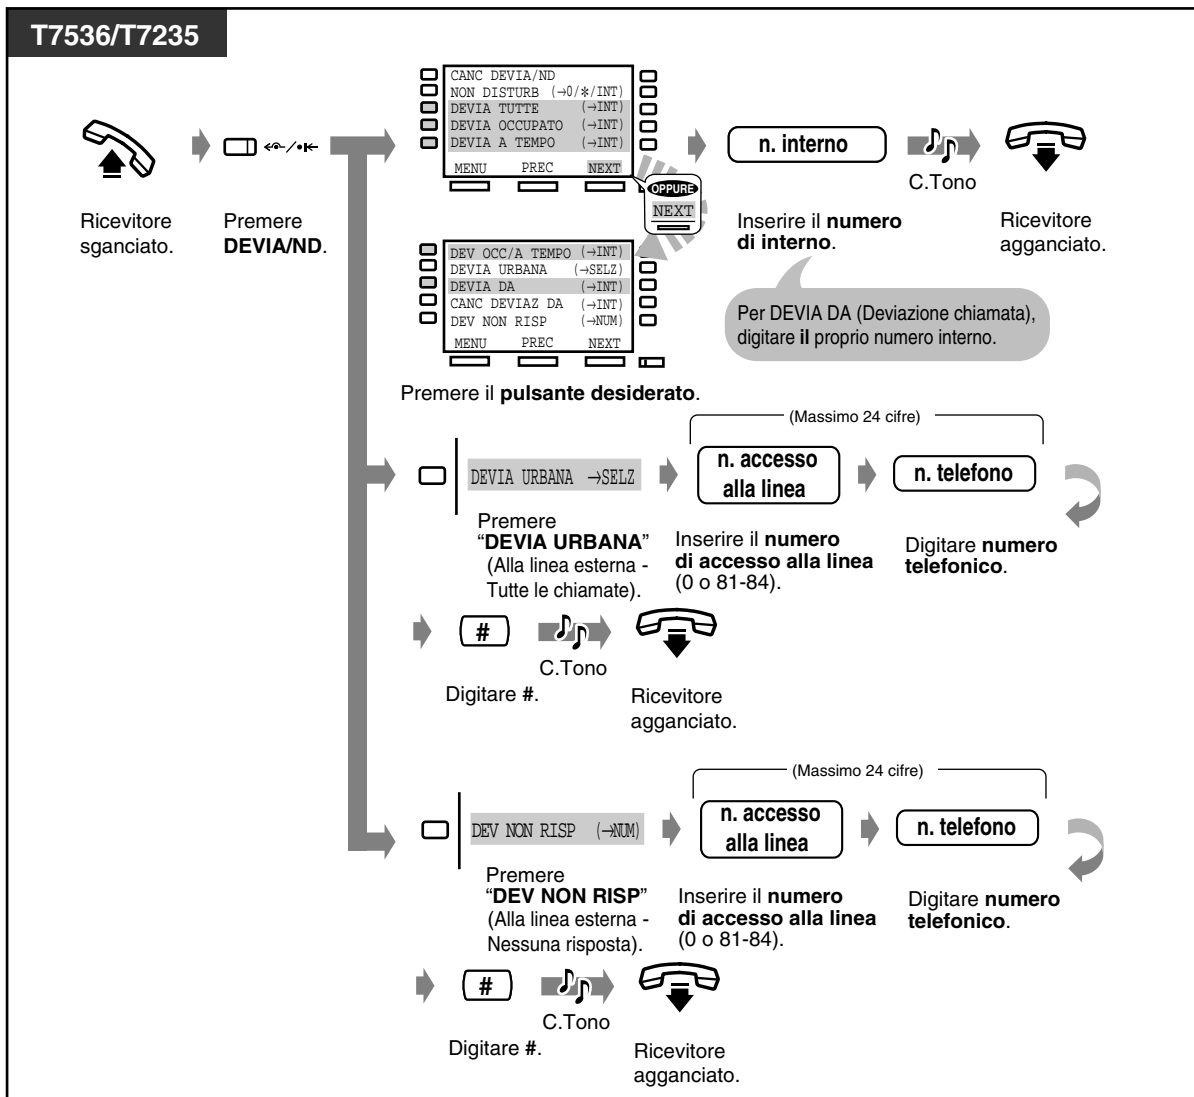 T7536/T7235
CANC DEVIA/ND
NON DISTURB (→0/*/INT)
DEVIA TUTTE (→INT)
DEVIA OCCUPATO (→INT)
DEVIA A TEMPO (→INT)
MENU PREC NEXT
OPPURE
NEXT
Ricevitore
sganciato.
Premere
DEVIA/ND.
n. interno
C.Tono
Inserire il numero
di interno.
Ricevitore
agganciato.
DEV OCC/A TEMPO (→INT)
DEVIA URBANA (→SELZ)
DEVIA DA (→INT)
CANC DEVIAZ DA (→INT)
DEV NON RISP (→NUM)
MENU PREC NEXT
Per DEVIA DA (Deviazione chiamata),
digitare il proprio numero interno.
Premere il pulsante desiderato.
(Massimo 24 cifre)
DEVIA URBANA →SELZ
n. accesso
alla linea
n. telefono
Premere
“DEVIA URBANA”
(Alla linea esterna -
Tutte le chiamate).
Inserire il numero
di accesso alla linea
(0 o 81-84).
Digitare numero
telefonico.
#
C.Tono
Digitare #.
Ricevitore
agganciato.
(Massimo 24 cifre)
DEV NON RISP (→NUM)
n. accesso
alla linea
n. telefono
Premere
“DEV NON RISP”
(Alla linea esterna -
Nessuna risposta).
Inserire il numero
di accesso alla linea
(0 o 81-84).
Digitare numero
telefonico.
#
C.Tono
Digitare #.
Ricevitore
agganciato.